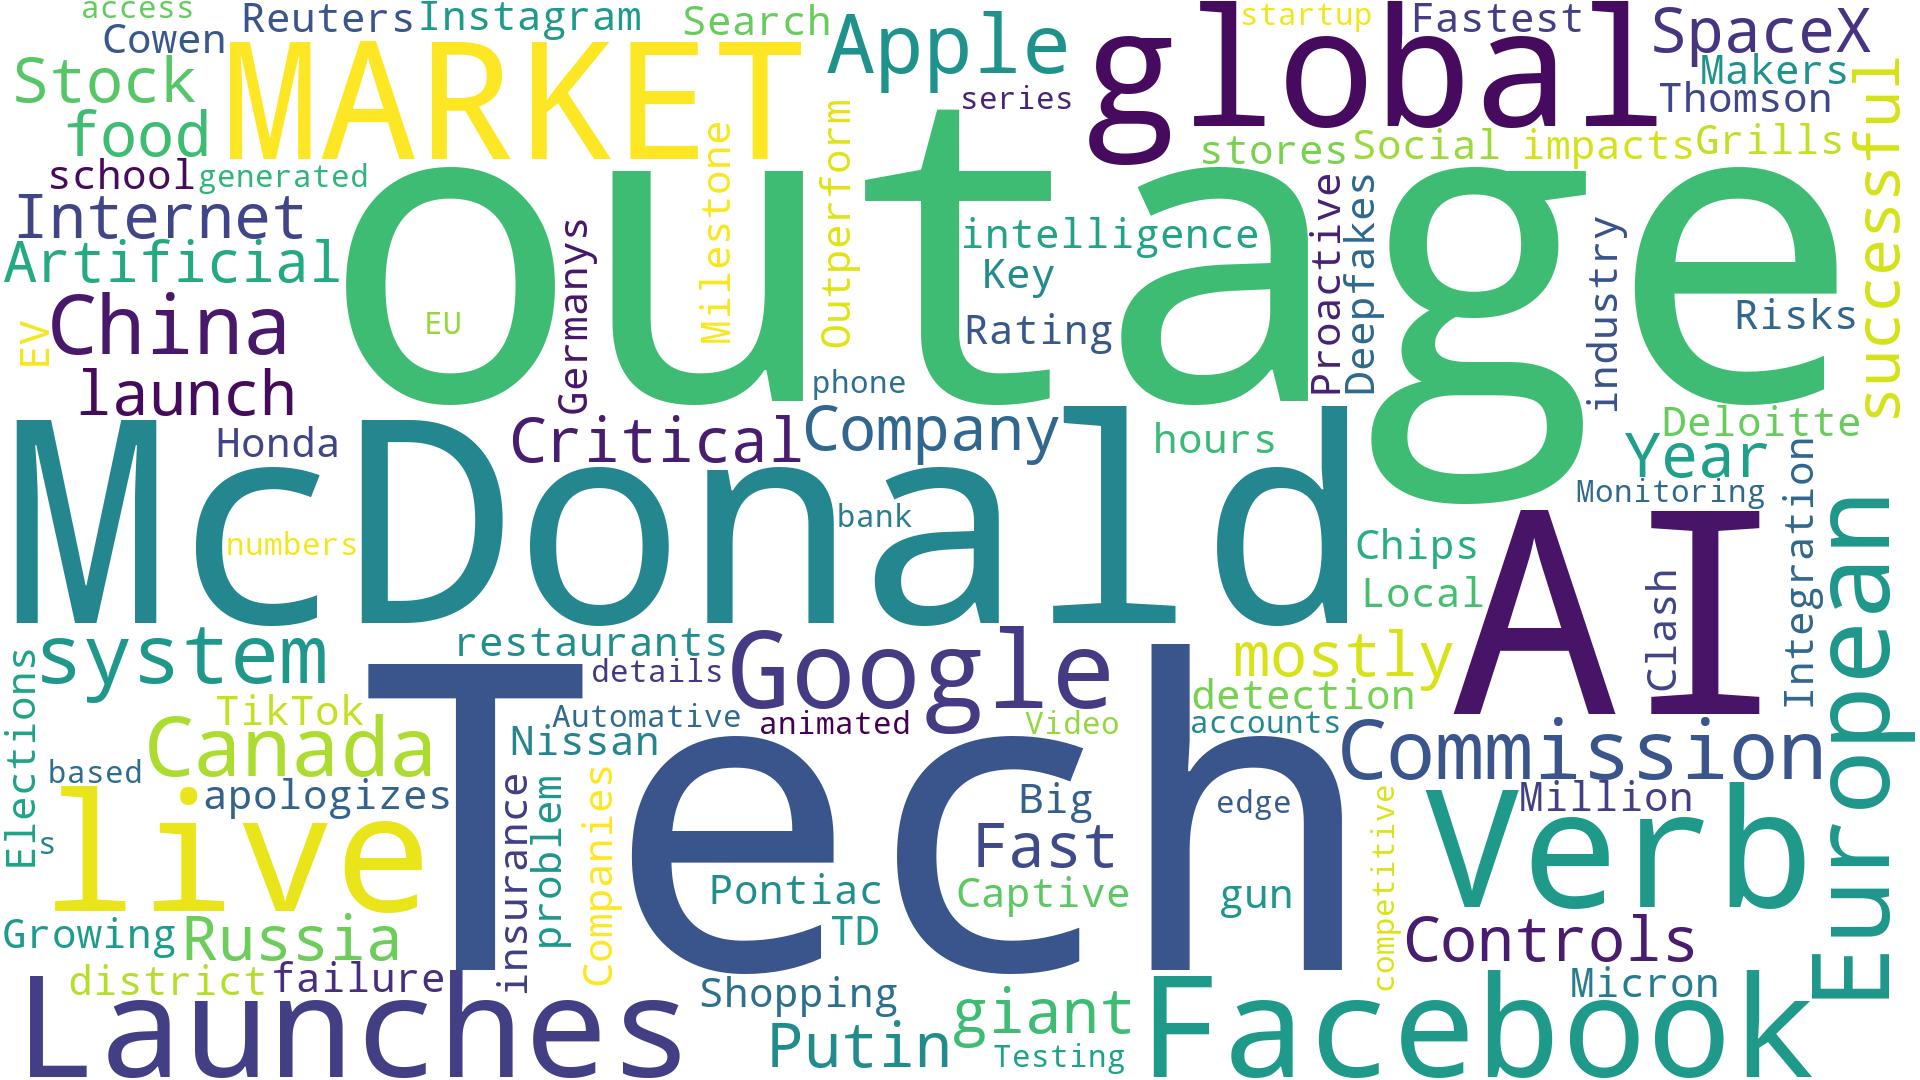 access
Reuters
Instagram
Search
startup
Fastest
SpaceX
Cowen
Apple
global
Makers
Stock
MARKET
series
Thomson
successful
food
stores
Social
impacts
Grills
school
generated
Milestone
Outperform
outage
Internet
Germanys
intelligence
Proactive
Deepfakes
industry
Artificial
Key
China
EU
Rating
Risks
EV
launch
phone
Honda
Critical
Company
hours
Deloitte
Year
McDonald
Monitoring
bank
AI
Integration
European
numbers
Chips
Local
Clash
system
restaurants
details
Google
mostly
detection
Elections
TikTok
Automative
animated
Video
accounts
Canada
Nissan
Commission
based
Tech
live
apologizes
insurance
problem
Companies
Big
edge
competitive
Million
s
Fast
Verb
Pontiac
Captive
gun
Growing
Russia
TD
Controls
district
failure
Launches
Shopping
giant
Micron
Facebook
Putin
Testing